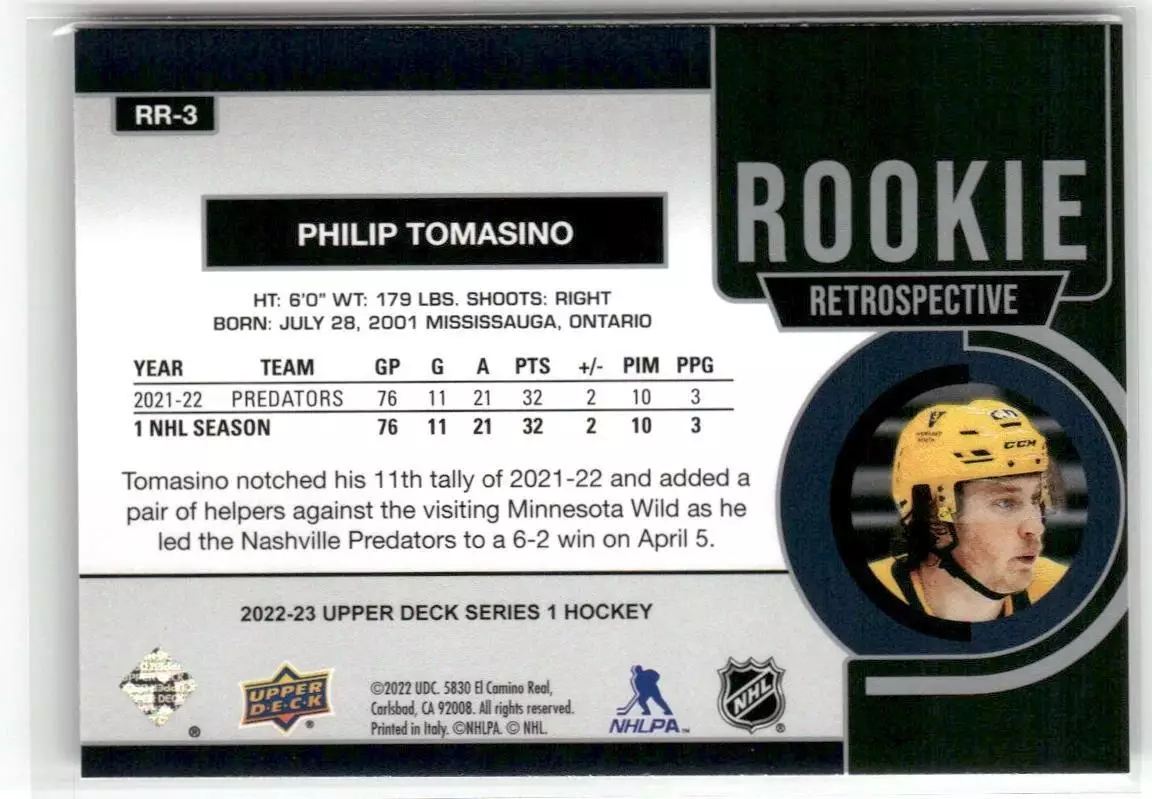 RR-3
ROOKIE
RETROSPECTIVE
PHILIP TOMASINO
HT: 6'0" WT: 179 LBS. SHOOTS: RIGHT
BORN: JULY 28, 2001 MISSISSAUGA, ONTARIO
YEAR TEAM GP G A PTS +/- PIM PPG
2021-22 PREDATORS 76 11 21 32 2 10 3
1 NHL SEASON 76 11 21 32 2 10 3
CCM
Tomasino notched his 11th tally of 2021-22 and added a
pair of helpers against the visiting Minnesota Wild as he
led the Nashville Predators to a 6-2 win on April 5.
2022-23 UPPER DECK SERIES 1 HOCKEY
®
UPPER
D·E·C·K
®
©2022 UDC. 5830 El Camino Real,
Carlsbad, CA 92008. All rights reserved.
Printed in Italy. ©NHLPA. © NHL.
NHLPA™
NHL
®